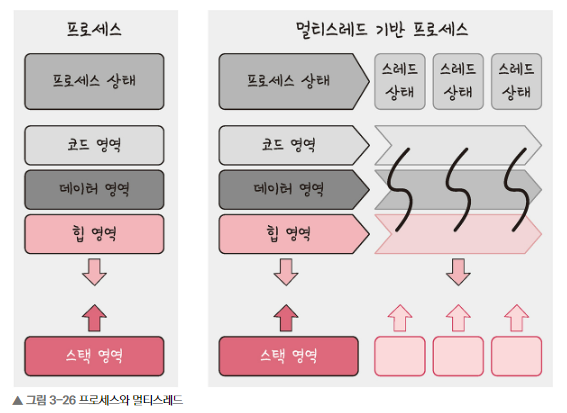 프로세스
멀티스레드 기반 프로세스
프로세스 상태
프로세스 상태
스레드
상태
스레드
상태
스레드
상태
코드 영역
코드 영역
데이터 영역
데이터 영역
힙 영역
힙 영역
스택 영역
스택 영역
▲ 그림 3-26 프로세스와 멀티스레드